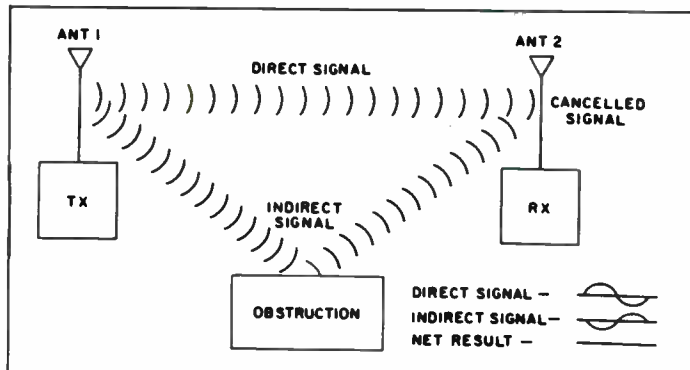 ANT 1
ANT 2
DIRECT SIGNAL
CANCELLED
SIGNAL
TX
INDIRECT
SIGNAL
RX
OBSTRUCTION
DIRECT SIGNAL –
INDIRECT SIGNAL –
NET RESULT –